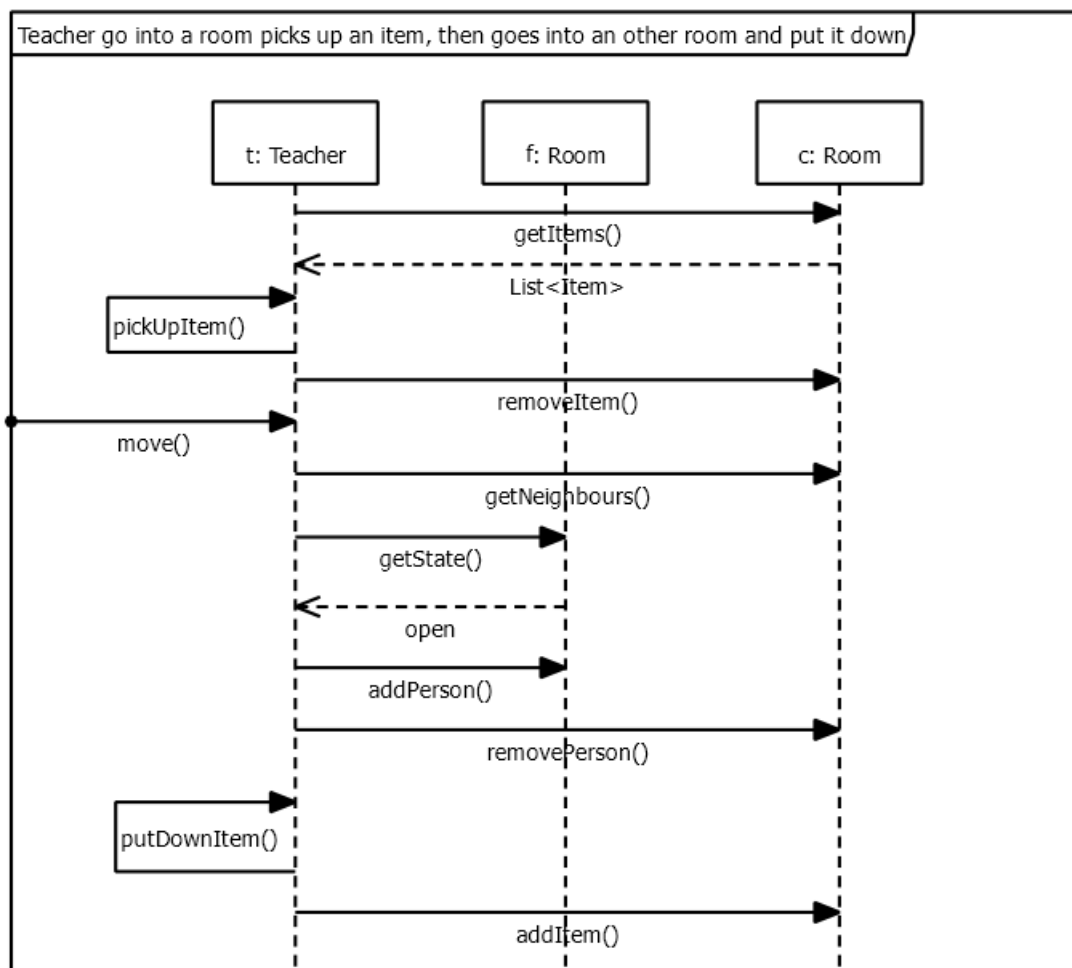 Teacher go into a room picks up an item, then goes into an other room and put it down
t: Teacher
f: Room
c: Room
getItems()
List<Item>
pickUpItem()
removeItem()
move()
getNeighbours()
getState()
open
addPerson()
removePerson()
putDownItem()
addItem()